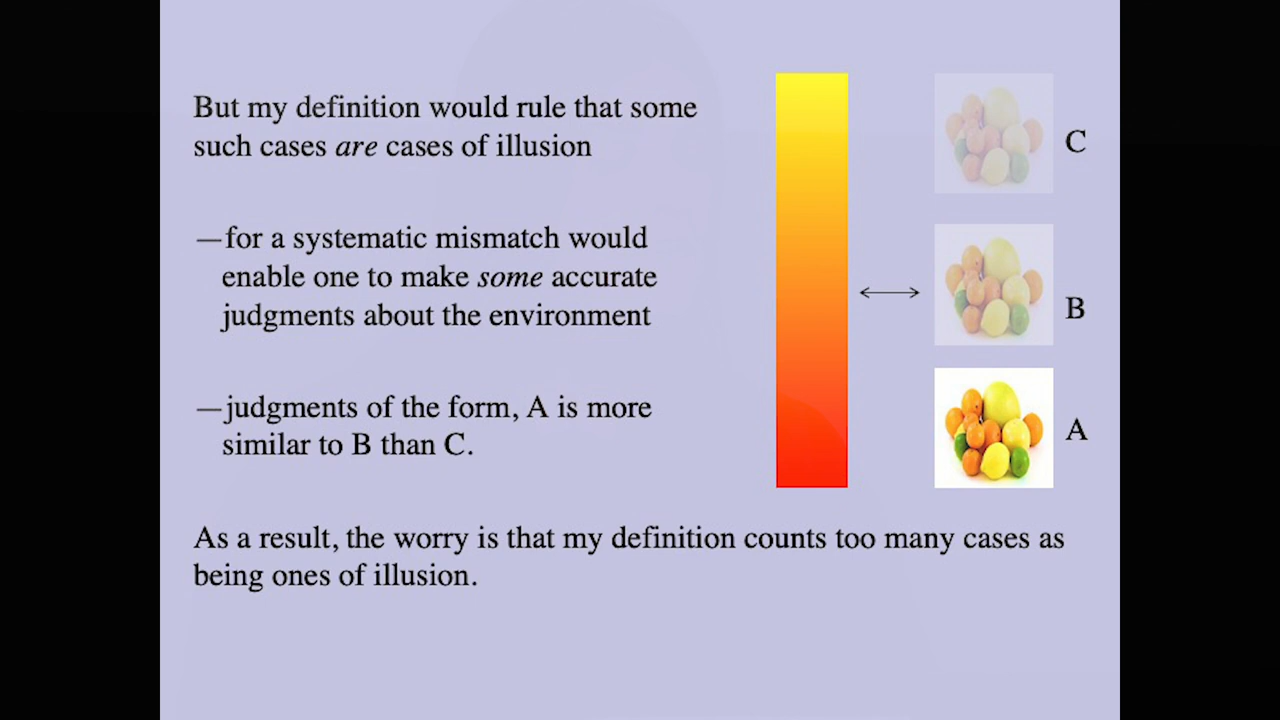 But my definition would rule that some
such cases are cases of illusion
—for a systematic mismatch would
enable one to make some accurate
judgments about the environment
—judgments of the form, A is more
similar to B than C.
As a result, the worry is that my definition counts too many cases as
being ones of illusion.
C
B
A